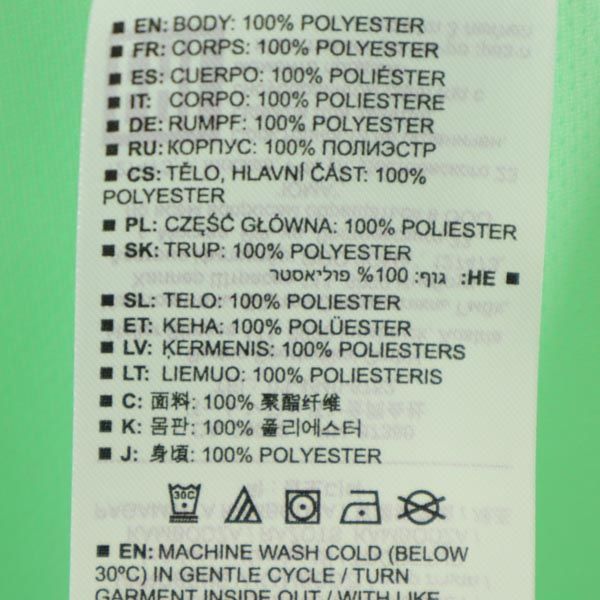 ■ EN: BODY: 100% POLYESTER
■ FR: CORPS: 100% POLYESTER
■ ES: CUERPO: 100% POLIÉSTER
■ IT: CORPO: 100% POLIESTERE
■ DE: RUMPF: 100% POLYESTER
■ RU: КОРПУС: 100% ПОЛИЭСТР
■ CS: TĚLO, HLAVNÍ ČÁST: 100%
POLYESTER
■ PL: CZĘŚĆ GŁÓWNA: 100% POLIESTER
■ SK: TRUP: 100% POLYESTER
■ HE: גוף: 100% פוליאסטר
■ SL: TELO: 100% POLIESTER
■ ET: KEHA: 100% POLÜESTER
■ LV: ĶERMENIS: 100% POLIESTERS
■ LT: LIEMUO: 100% POLIESTERIS
■ C: 面料: 100% 聚酯纤维
■ K: 몸판: 100% 폴리에스터
■ J: 身頃: 100% POLYESTER
30C
■ EN: MACHINE WASH COLD (BELOW
30ºC) IN GENTLE CYCLE / TURN
GARMENT INSIDE OUT / WITH LIKE